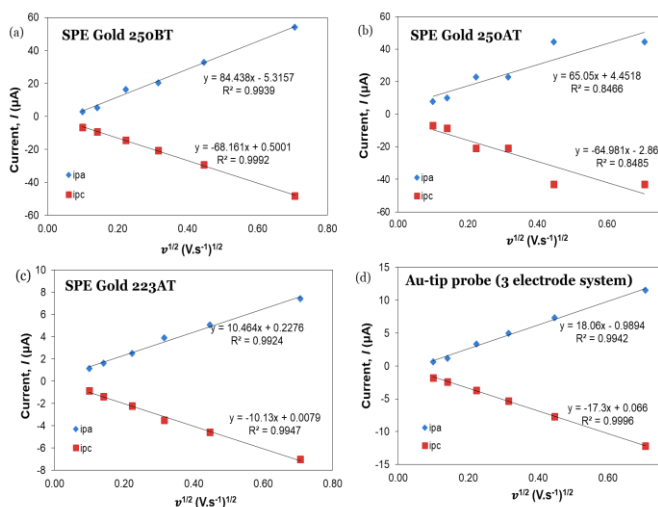 (a)
SPE Gold 250BT
60
40
20
0
-20
-40
-60
Current, I (µA)
y = 84.438x - 5.3157
R² = 0.9939
y = -68.161x + 0.5001
R² = 0.9992
ipa
ipc
0.00 0.20 0.40 0.60 0.80
v1/2 (V.s-1)1/2
(b)
SPE Gold 250AT
60
40
20
0
-20
-40
-60
Current, I (µA)
y = 65.05x + 4.4518
R² = 0.8466
y = -64.981x - 2.86
R² = 0.8485
ipa
ipc
0.00 0.20 0.40 0.60
v1/2 (V.s-1)1/2
(c)
SPE Gold 223AT
10
8
6
4
2
0
-2
-4
-6
-8
Current, I (µA)
y = 10.464x + 0.2276
R² = 0.9924
y = -10.13x + 0.0079
R² = 0.9947
ipa
ipc
0.00 0.20 0.40 0.60 0.80
v1/2 (V.s-1)1/2
(d)
Au-tip probe (3 electrode system)
15
10
5
0
-5
-10
-15
Current, I (µA)
y = 18.06x - 0.9894
R² = 0.9942
y = -17.3x + 0.066
R² = 0.9996
ipa
ipc
0.00 0.20 0.40 0.60
v1/2 (V.s-1)1/2